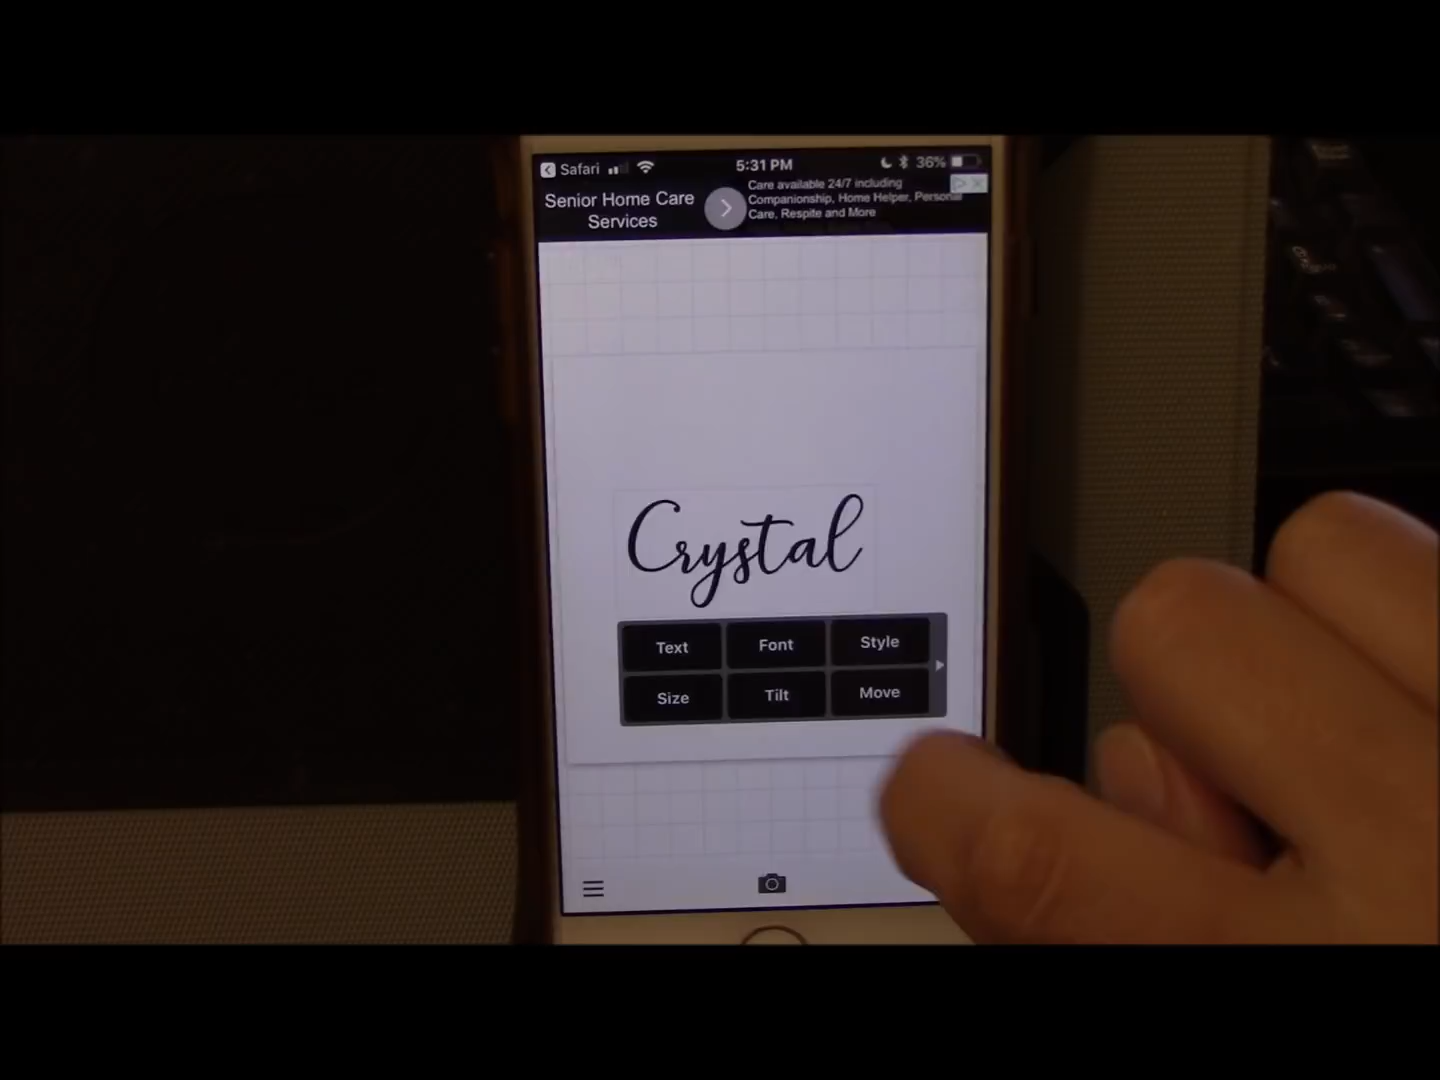 Safari 5:31 PM 36%
Senior Home Care
Services
Care available 24/7 including
Companionship, Home Helper, Personal
Care, Respite and More
Crystal
Text Font Style
Size Tilt Move